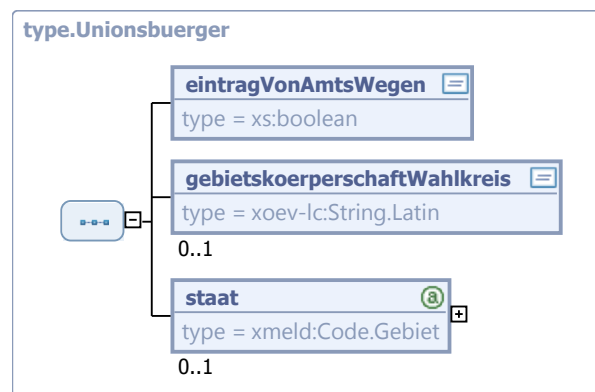 type.Unionsbuerger
eintragVonAmtsWegen
type = xs:boolean
gebietskoerperschaftWahlkreis
type = xoev-lc:String.Latin
0..1
staat
type = xmeld:Code.Gebiet
0..1